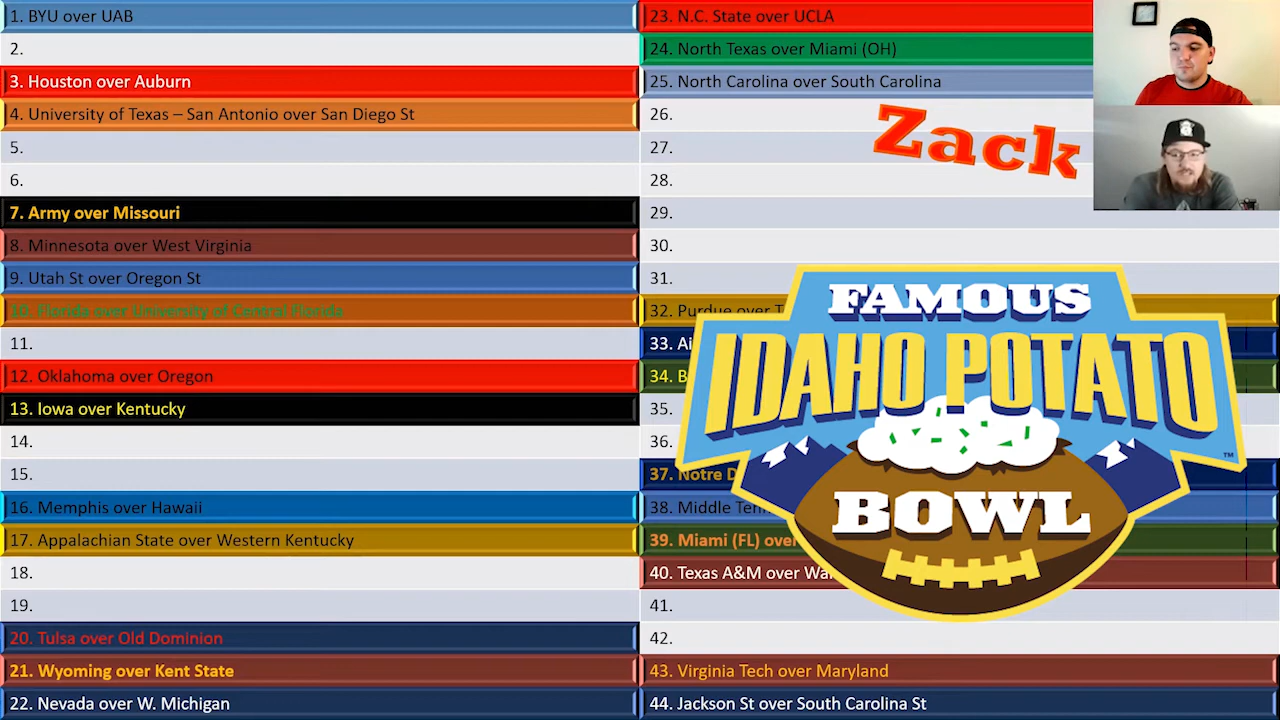 1. BYU over UAB
2.
3. Houston over Auburn
4. University of Texas – San Antonio over San Diego St
5.
6.
7. Army over Missouri
8. Minnesota over West Virginia
9. Utah St over Oregon St
10. Florida over University of Central Florida
11.
12. Oklahoma over Oregon
13. Iowa over Kentucky
14.
15.
16. Memphis over Hawaii
17. Appalachian State over Western Kentucky
18.
19.
20. Tulsa over Old Dominion
21. Wyoming over Kent State
22. Nevada over W. Michigan
23. N.C. State over UCLA
24. North Texas over Miami (OH)
25. North Carolina over South Carolina
26.
27.
28.
29.
30.
31.
32. Purdue over
33.
34.
35.
36.
37. Notre
38. Middle
39. Miami (FL) over
40. Texas A&M over
41.
42.
43. Virginia Tech over Maryland
44. Jackson St over South Carolina St
Zack
FAMOUS
IDAHO POTATO
BOWL
TM